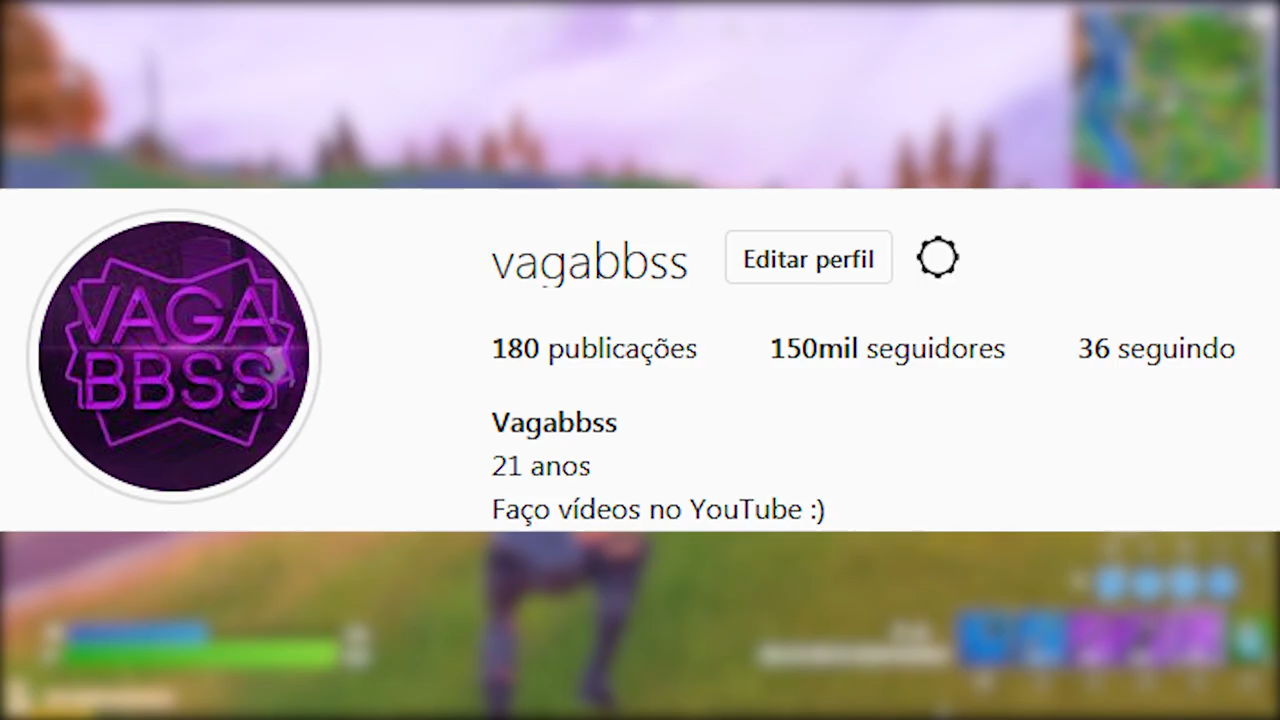 VAGA
BBSS
vagabbss Editar perfil
180 publicações 150mil seguidores 36 seguindo
Vagabbss
21 anos
Faço vídeos no YouTube :)